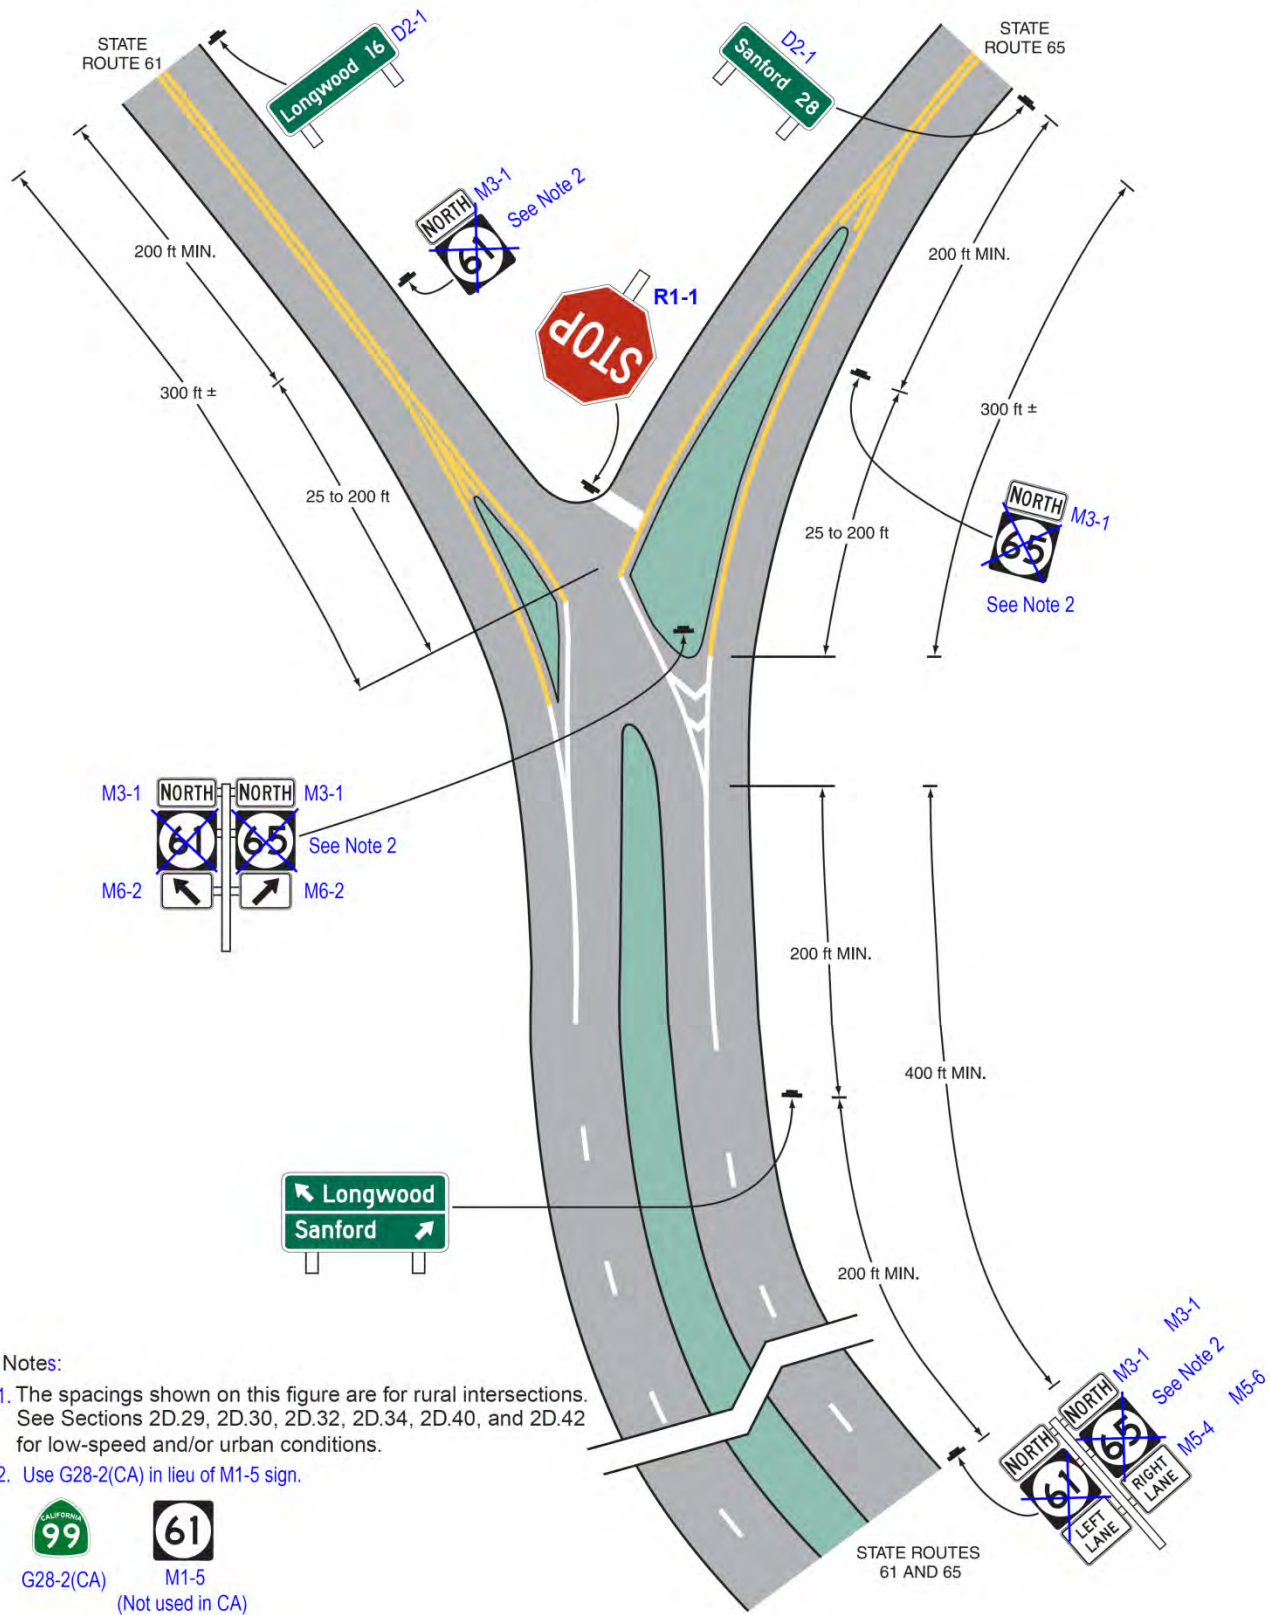 STATE
ROUTE 61
Longwood 16
D2-1
D2-1
Sanford 28
STATE
ROUTE 65
NORTH
M3-1
61
See Note 2
STOP
R1-1
200 ft MIN.
300 ft ±
25 to 200 ft
200 ft MIN.
300 ft ±
25 to 200 ft
NORTH
M3-1
65
See Note 2
M3-1 NORTH NORTH M3-1
61 65 See Note 2
M6-2 M6-2
200 ft MIN.
400 ft MIN.
Longwood
Sanford
200 ft MIN.
M3-1
M3-1
See Note 2
M5-6
M5-4
NORTH
65
RIGHT
LANE
NORTH
61
LEFT
LANE
STATE ROUTES
61 AND 65
Notes:
1. The spacings shown on this figure are for rural intersections.
See Sections 2D.29, 2D.30, 2D.32, 2D.34, 2D.40, and 2D.42
for low-speed and/or urban conditions.
2. Use G28-2(CA) in lieu of M1-5 sign.
CALIFORNIA
99
61
G28-2(CA)
M1-5
(Not used in CA)